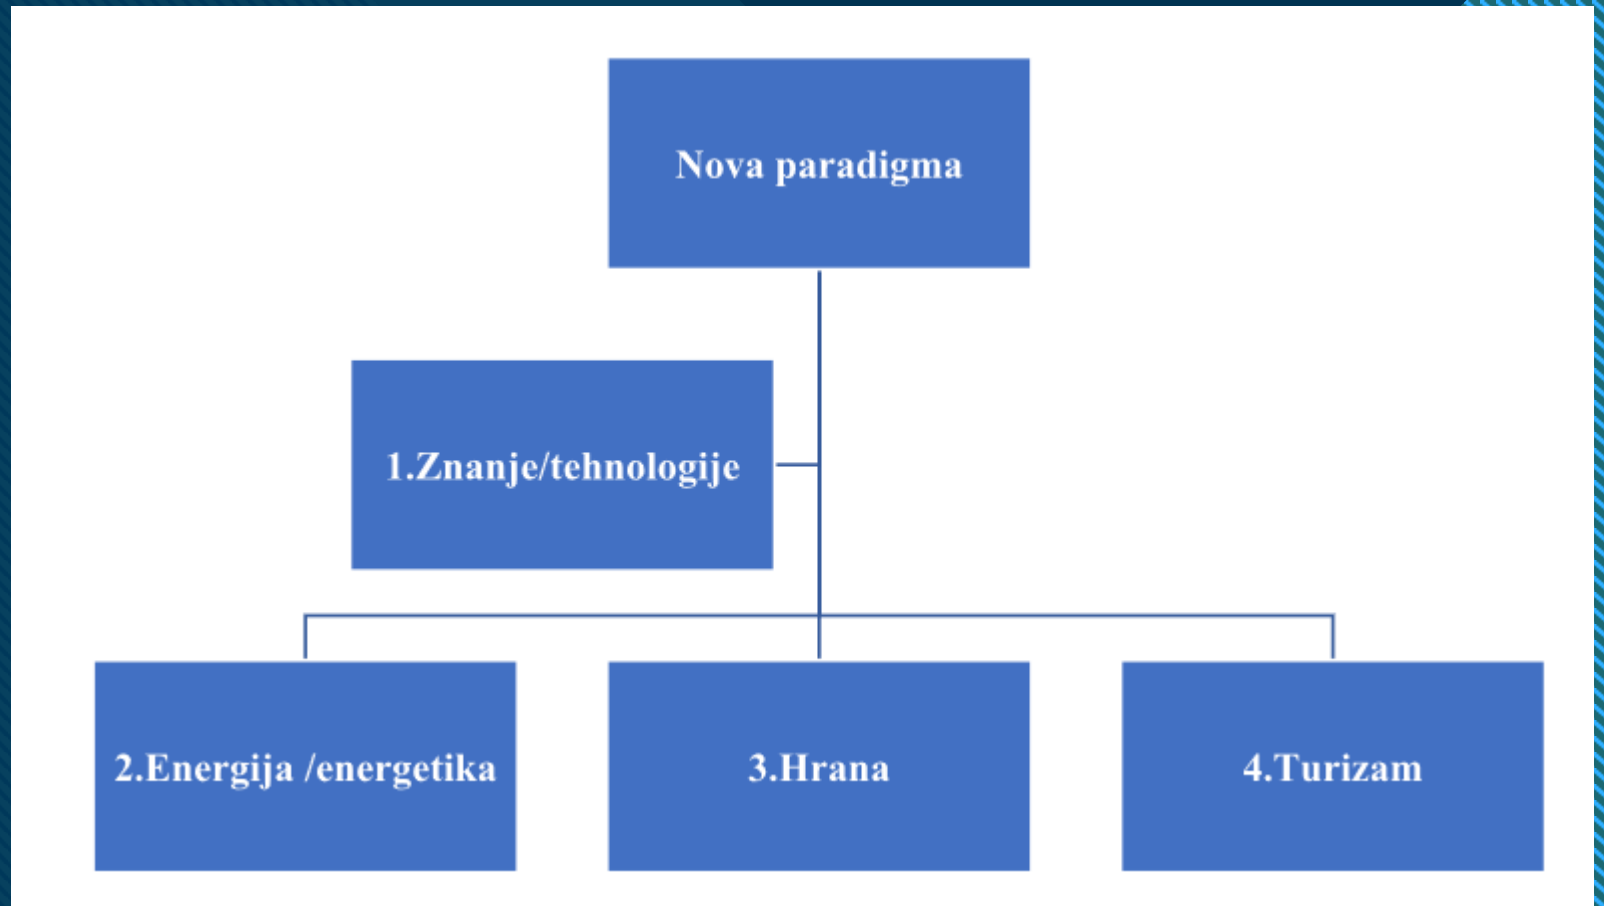 Nova paradigma
1.Znanje/tehnologije
2.Energija /energetika
3.Hrana
4.Turizam